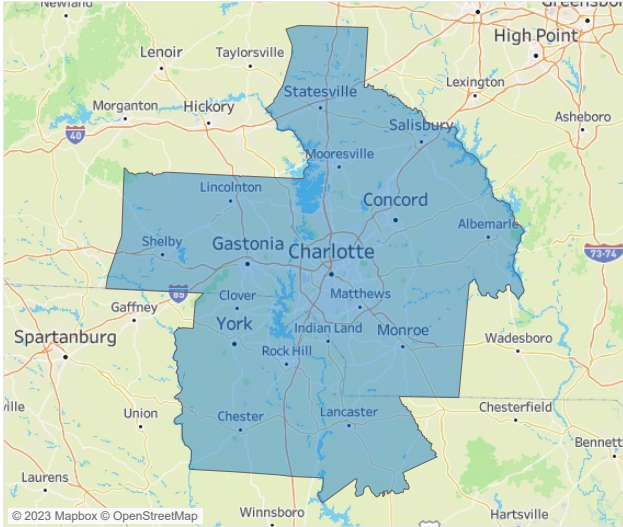 Newland
Greensboro
High Point
Lenoir
Taylorsville
Lexington
Statesville
Morganton
Hickory
Asheboro
40
Salisbury
Mooresville
Lincolnton
Concord
Albemarle
Shelby
Gastonia
Charlotte
73-74
85
Clover
Matthews
Gaffney
York
Indian Land
Monroe
Wadesboro
Spartanburg
Rock Hill
ville
Union
Chester
Lancaster
Chesterfield
Bennett
Laurens
Winnsboro
Hartsville
© 2023 Mapbox © OpenStreetMap